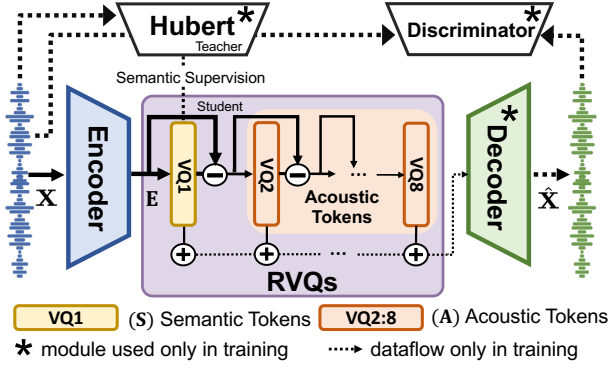 Hubert*
Teacher
Discriminator*
Semantic Supervision
Student
Encoder
X
E
VQ1
VQ2
...
VQ8
Acoustic
Tokens
*
Decoder
X̂
...
RVQs
VQ1 (S) Semantic Tokens VQ2:8 (A) Acoustic Tokens
* module used only in training dataflow only in training